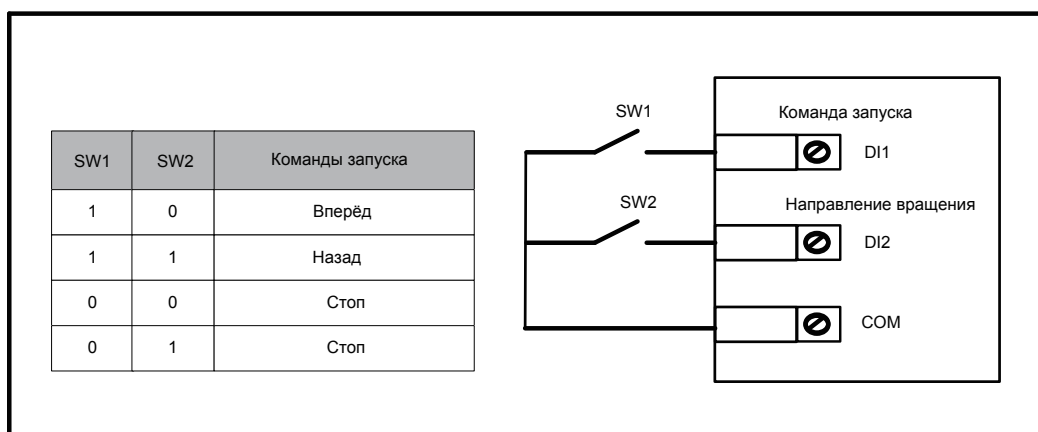 SW1 SW2 Команды запуска
1 0 Вперёд
1 1 Назад
0 0 Стоп
0 1 Стоп
SW1
Команда запуска
DI1
SW2
Направление вращения
DI2
COM